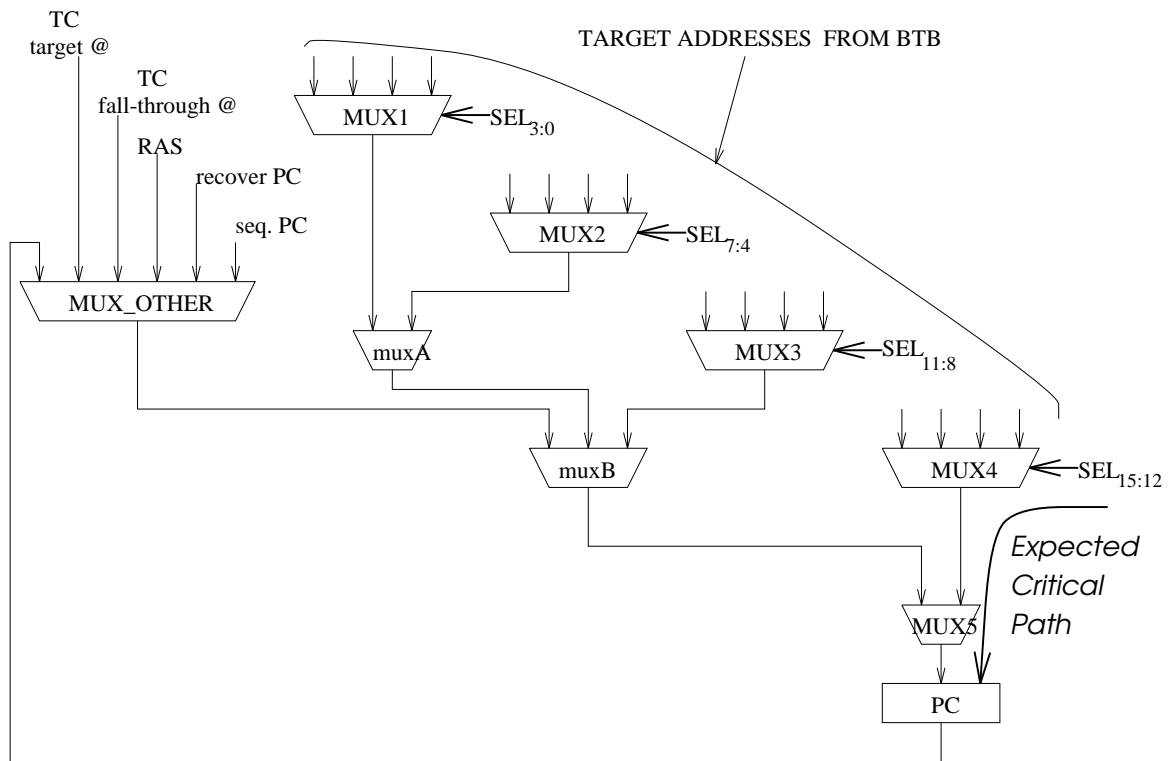 TC
target @
TC
fall-through @
RAS
recover PC
seq. PC
MUX_OTHER
TARGET ADDRESSES FROM BTB
MUX1
SEL3:0
MUX2
SEL7:4
muxA
MUX3
SEL11:8
muxB
MUX4
SEL15:12
Expected
Critical
Path
MUX5
PC